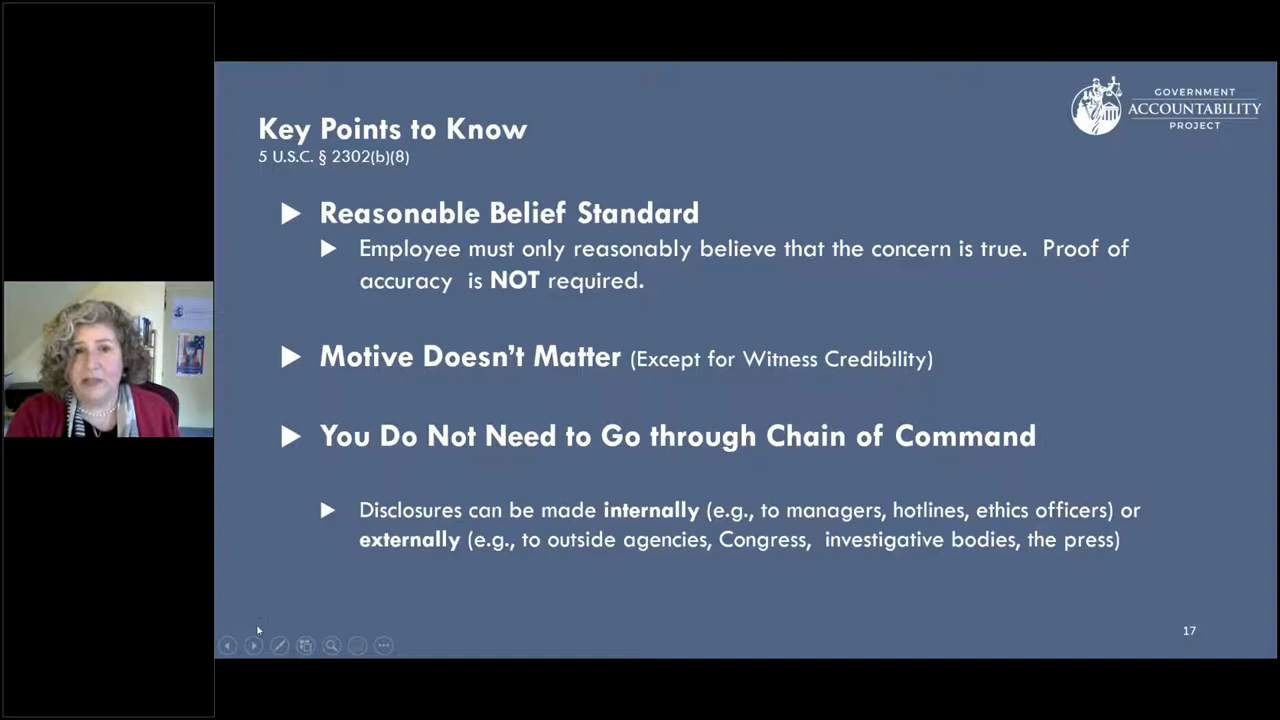 GOVERNMENT
ACCOUNTABILITY
PROJECT
Key Points to Know
5 U.S.C. § 2302(b)(8)
Reasonable Belief Standard
Employee must only reasonably believe that the concern is true. Proof of
accuracy is NOT required.
Motive Doesn't Matter (Except for Witness Credibility)
You Do Not Need to Go through Chain of Command
Disclosures can be made internally (e.g., to managers, hotlines, ethics officers) or
externally (e.g., to outside agencies, Congress, investigative bodies, the press)
17